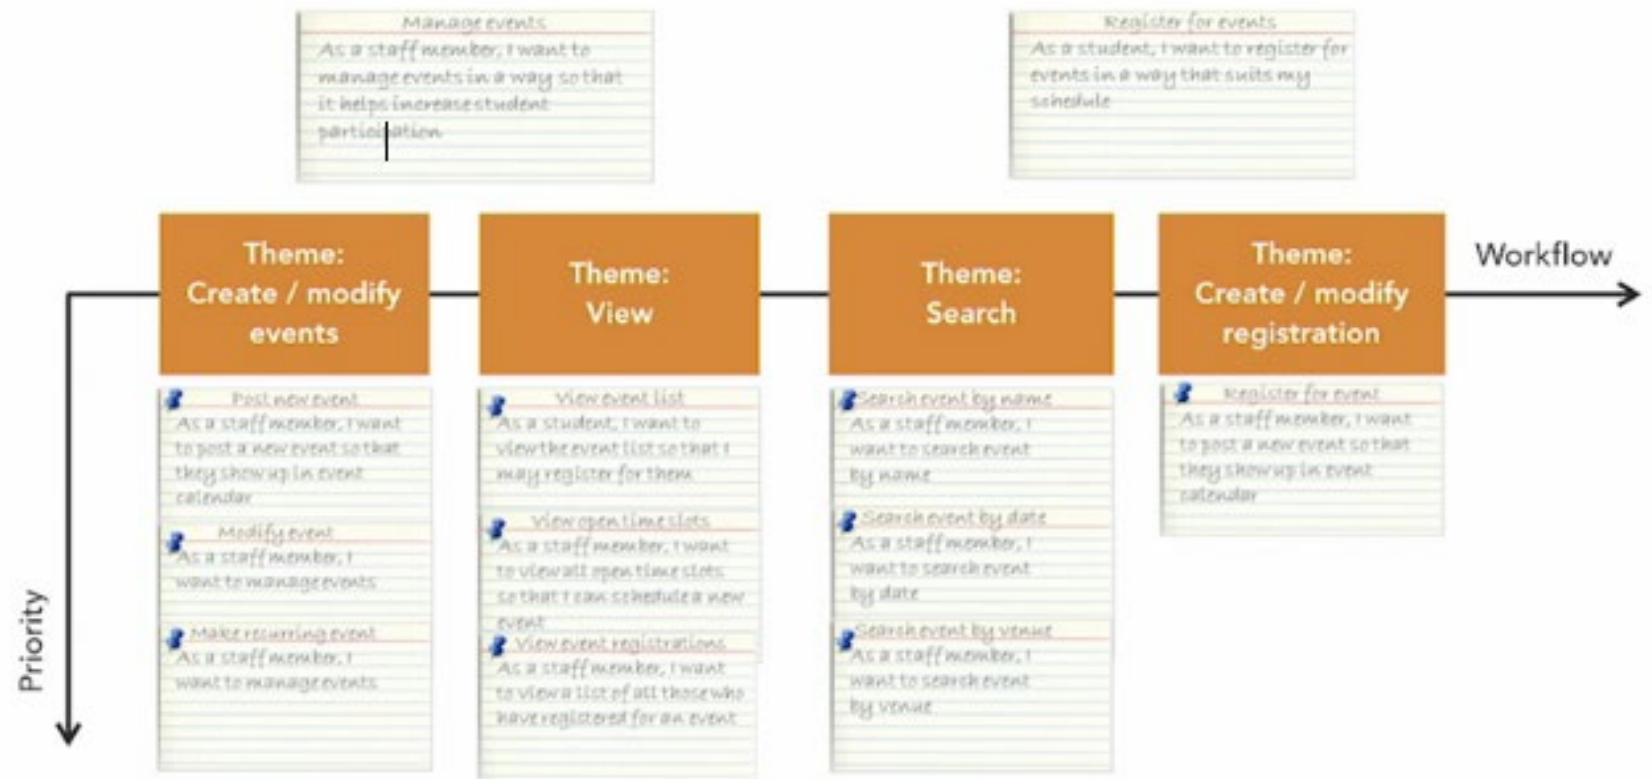 Manage events
As a staff member, I want to
manage events in a way so that
it helps increase student
participation
Register for events
As a student, I want to register for
events in a way that suits my
schedule
Theme:
Create / modify
events
Theme:
View
Theme:
Search
Theme:
Create / modify
registration
Workflow
Priority
Post new event
As a staff member, I want
to post a new event so that
they show up in event
calendar
Modify event
As a staff member, I
want to manage events
Make recurring event
As a staff member, I
want to manage events
View event list
As a student, I want to
view the event list so that I
may register for them
View open time slots
As a staff member, I want
to view all open time slots
so that I can schedule a new
event
View event registrations
As a staff member, I want
to view a list of all those who
have registered for an event
Search event by name
As a staff member, I
want to search event
by name
Search event by date
As a staff member, I
want to search event
by date
Search event by venue
As a staff member, I
want to search event
by venue
Register for event
As a staff member, I want
to post a new event so that
they show up in event
calendar